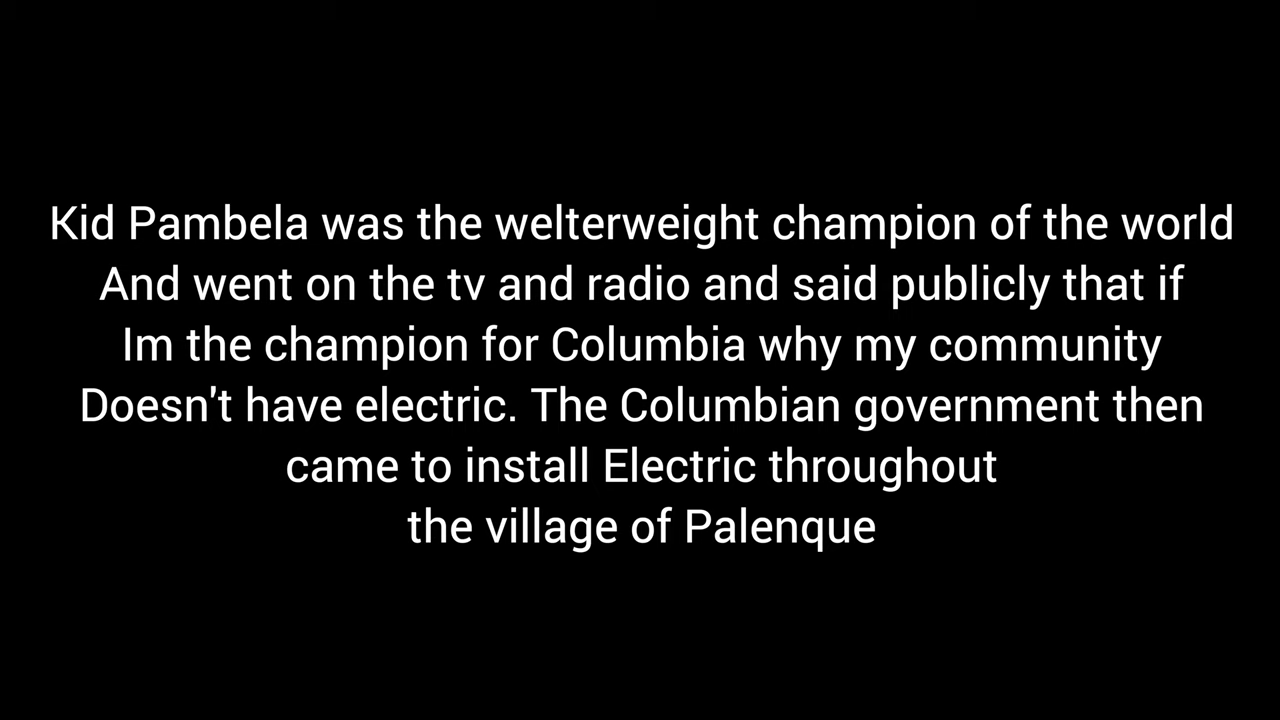 Kid Pambela was the welterweight champion of the world
And went on the tv and radio and said publicly that if
Im the champion for Columbia why my community
Doesn't have electric. The Columbian government then
came to install Electric throughout
the village of Palenque